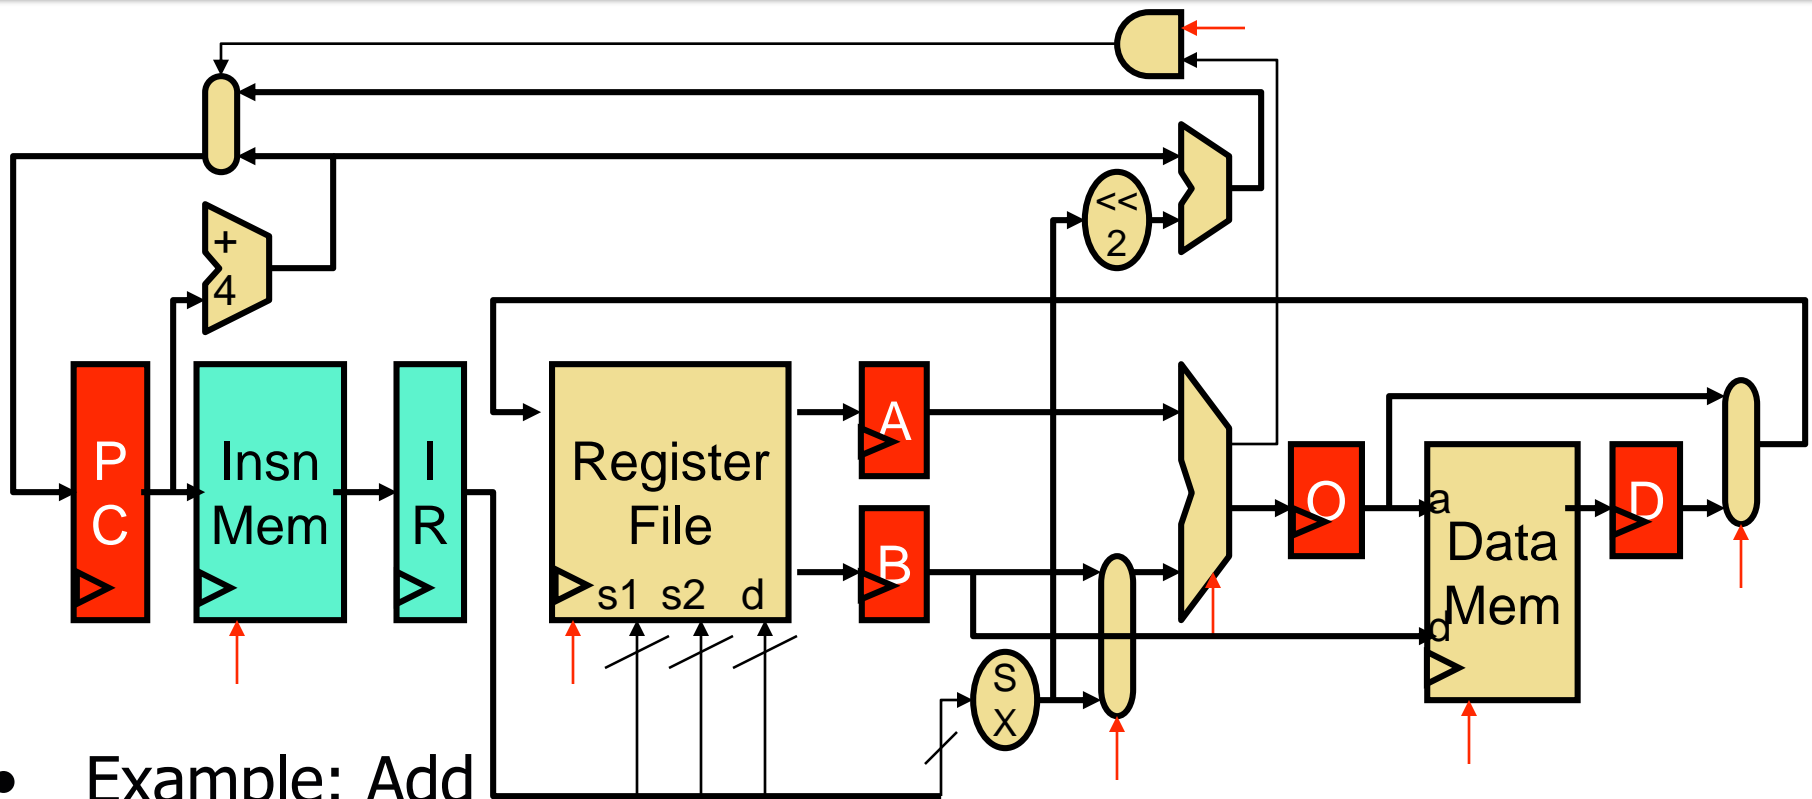 <<
2
+
4
P
C
Insn
Mem
I
R
Register
File
s1 s2 d
A
B
S
X
O
a
Data
Mem
d
D
• Example: Add